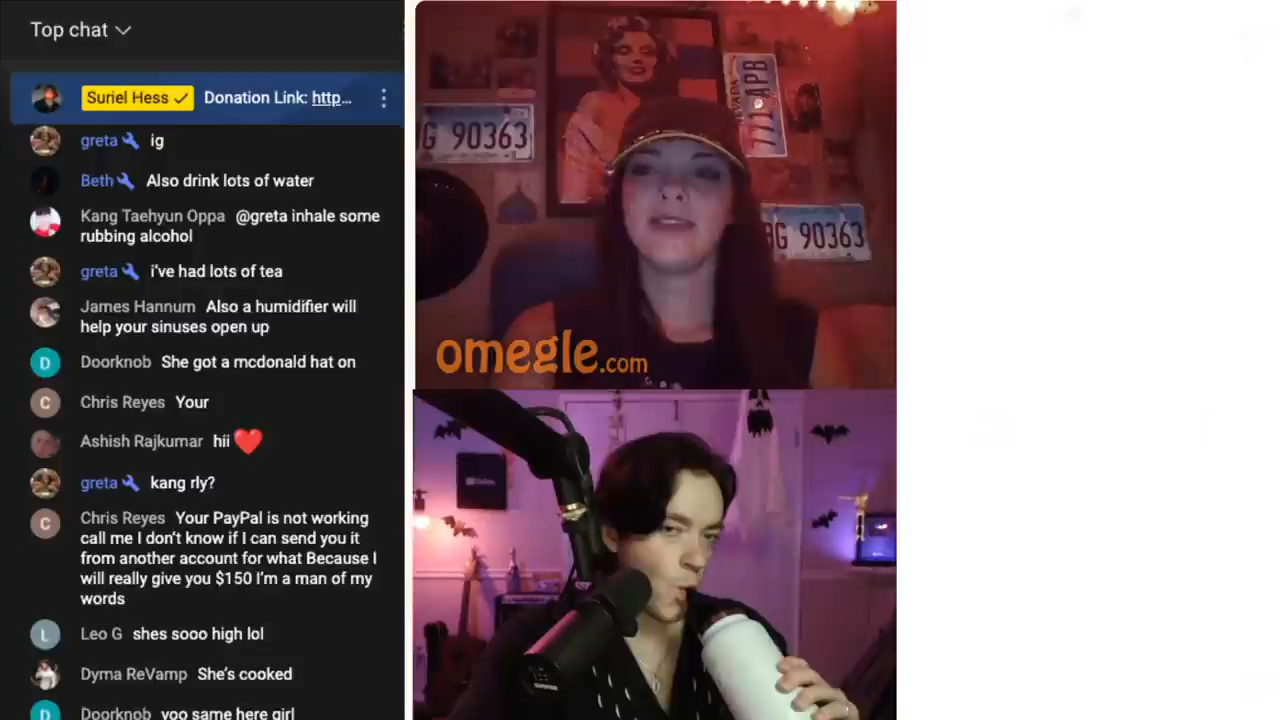 Top chat
Suriel Hess Donation Link: http...
greta ig
Beth Also drink lots of water
Kang Taehyun Oppa @greta inhale some
rubbing alcohol
greta i've had lots of tea
James Hannum Also a humidifier will
help your sinuses open up
Doorknob She got a mcdonald hat on
Chris Reyes Your
Ashish Rajkumar hii
greta kang rly?
Chris Reyes Your PayPal is not working
call me I don't know if I can send you it
from another account for what Because I
will really give you $150 I'm a man of my
words
Leo G shes sooo high lol
Dyrna ReVamp She's cooked
Doorknob yoo same here girl
G 90363
771 APB
BG 90363
omegle.com